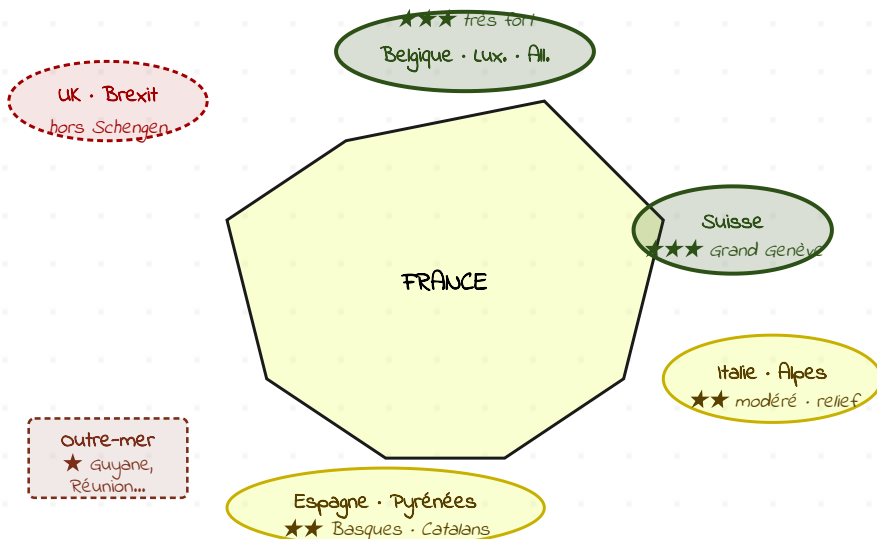 ★★★ très fort
Belgique · Lux. · All.
UK · Brexit
hors Schengen
Suisse
★★★ Grand Genève
FRANCE
Italie · Alpes
★★ modéré · relief
Outre-mer
★ Guyane,
Réunion...
Espagne · Pyrénées
★★ Basques · Catalans